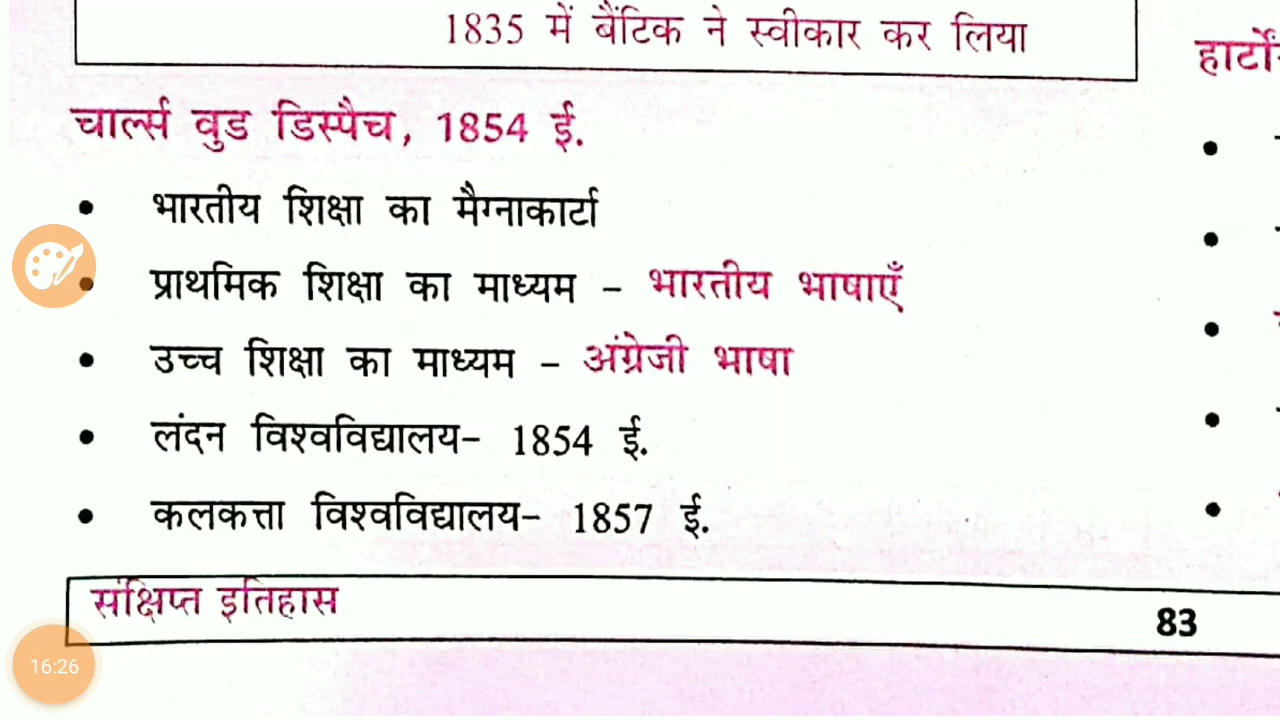 1835 में बैंटिक ने स्वीकार कर लिया
चार्ल्स वुड डिस्पैच, 1854 ई.
• भारतीय शिक्षा का मैग्नाकार्टा
• प्राथमिक शिक्षा का माध्यम – भारतीय भाषाएँ
• उच्च शिक्षा का माध्यम – अंग्रेजी भाषा
• लंदन विश्वविद्यालय– 1854 ई.
• कलकत्ता विश्वविद्यालय– 1857 ई.
संक्षिप्त इतिहास
83
16:26